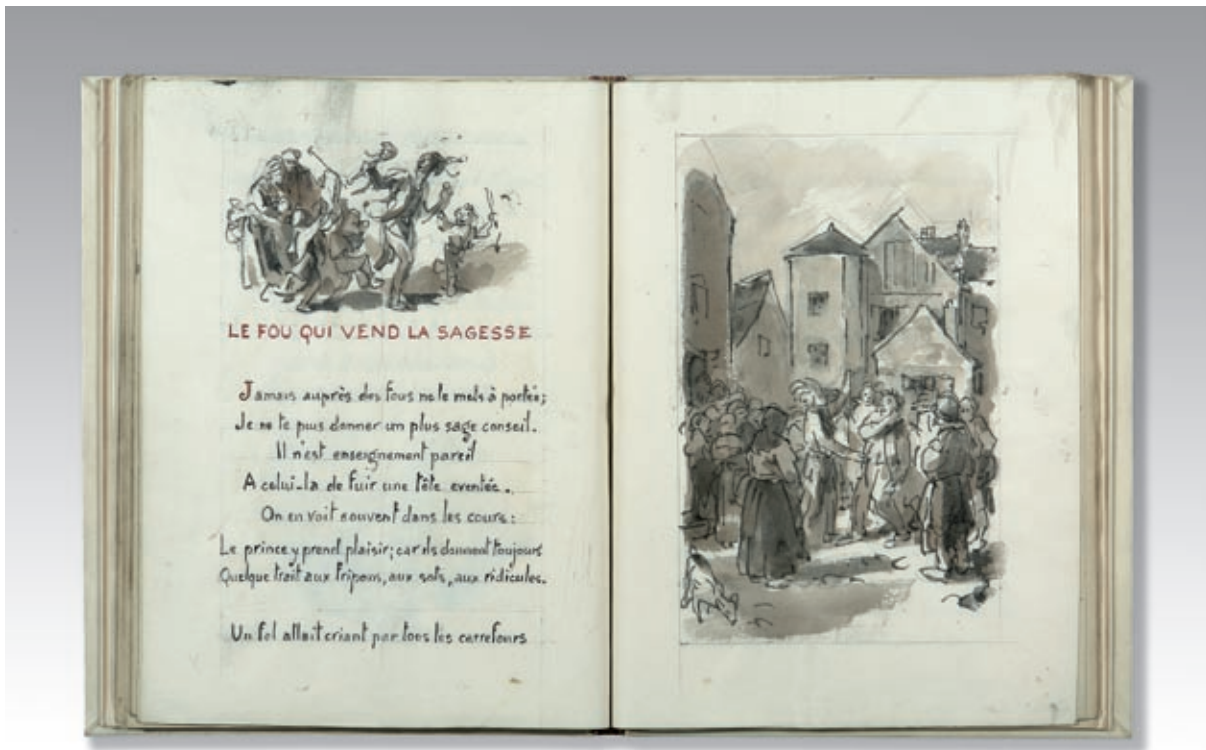 LE FOU QUI VEND LA SAGESSE
Jamais auprès des fous ne te mets à portée;
Je ne te puis donner un plus sage conseil.
Il n'est enseignement pareil
A celui-la de fuir une tête eventée.
On en voit souvent dans les cours:
Le prince y prend plaisir; car ils donnent toujours
Quelque trait aux fripons, aux sots, aux ridicules.
Un fol allait criant par tous les carrefours